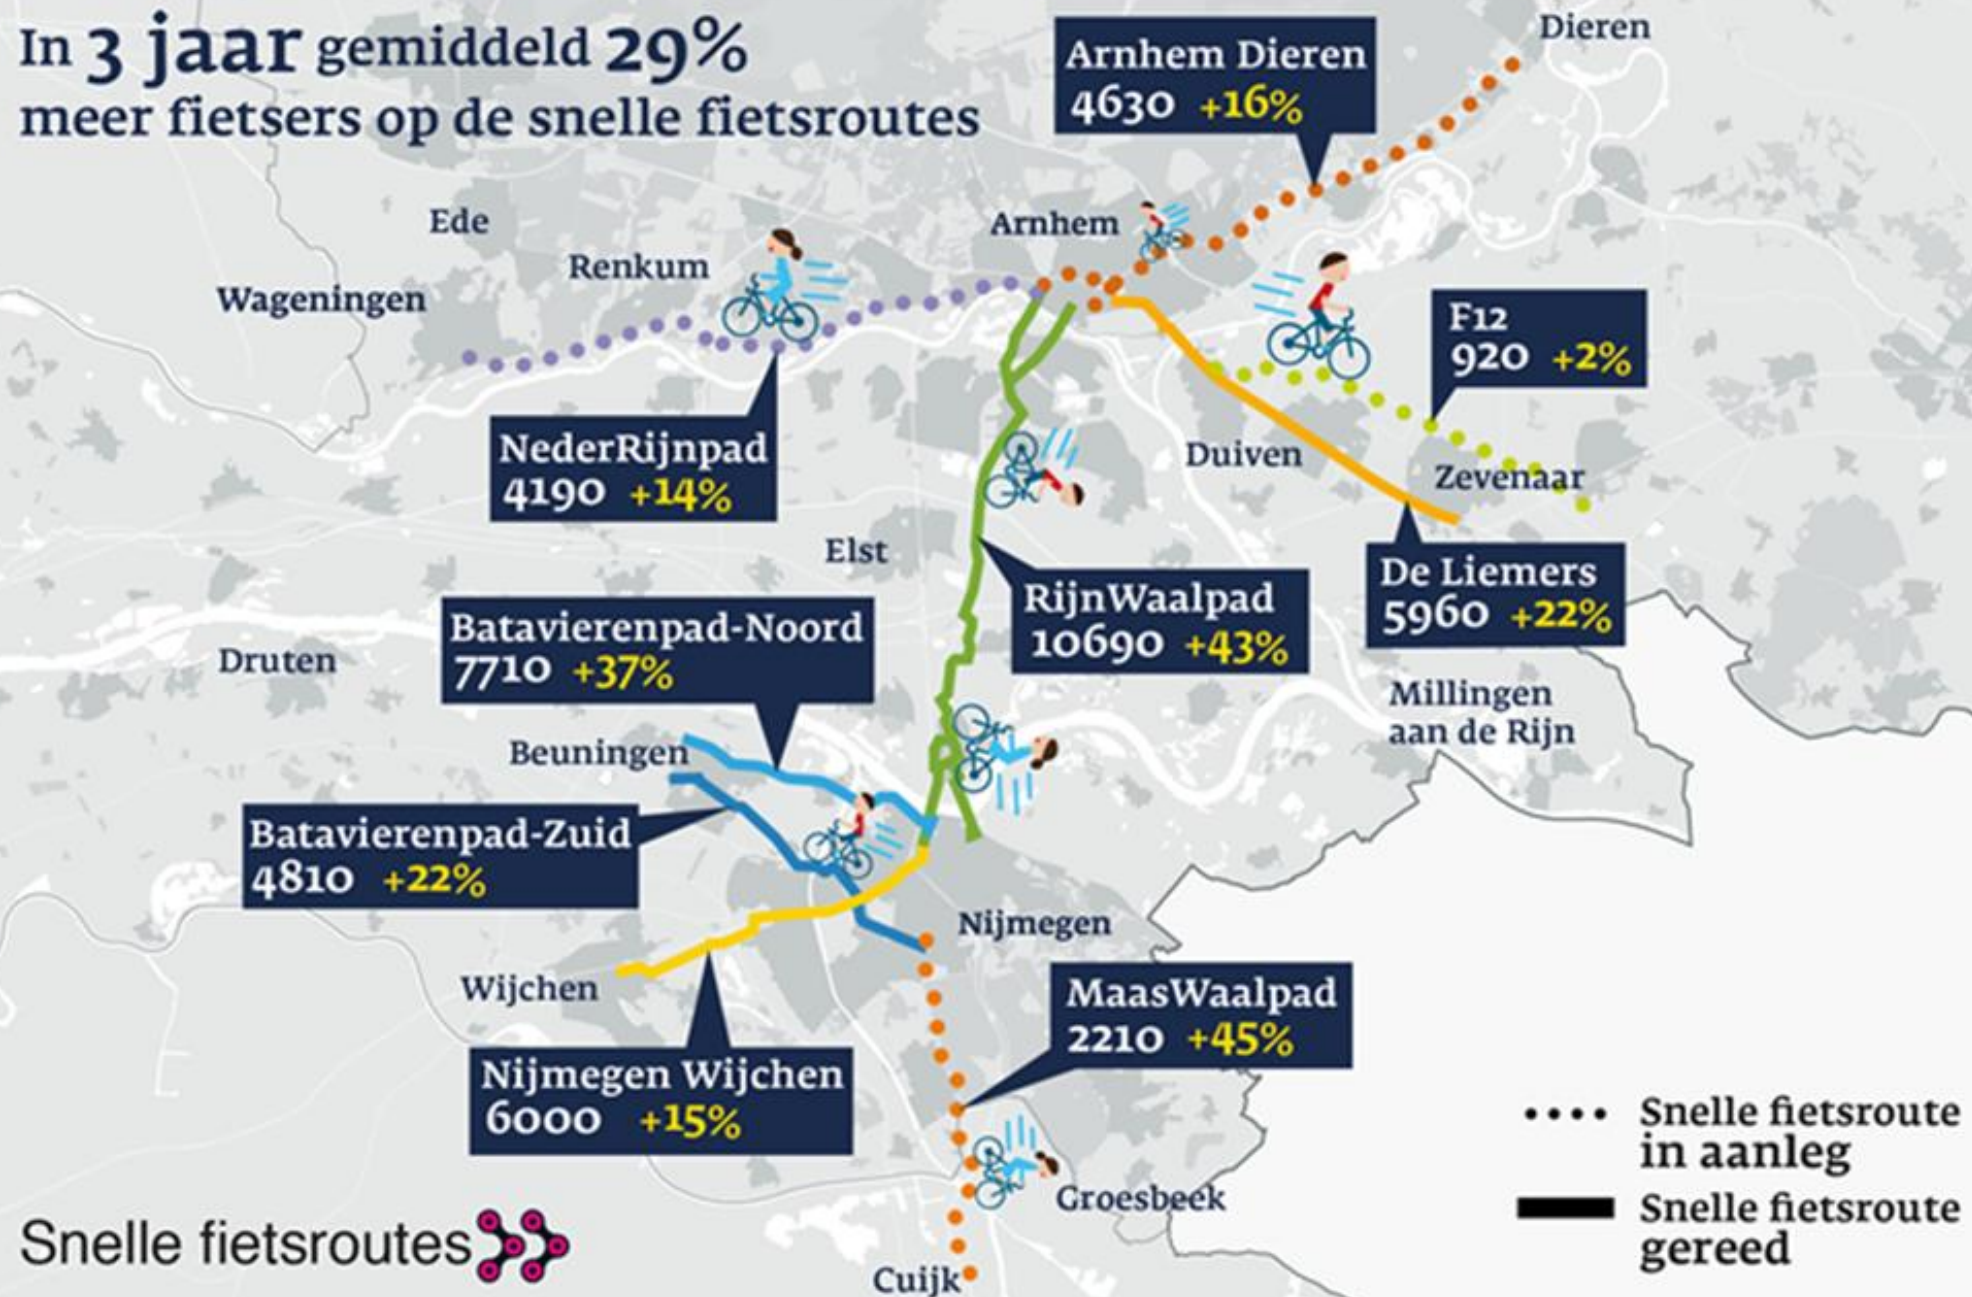 In 3 jaar gemiddeld 29%
meer fietsers op de snelle fietsroutes
Dieren
Arnhem Dieren
4630 +16%
Ede
Arnhem
Renkum
Wageningen
F12
920 +2%
NederRijnpad
4190 +14%
Duiven
Zevenaar
Elst
De Liemers
5960 +22%
RijnWaalpad
10690 +43%
Batavierenpad-Noord
7710 +37%
Druten
Millingen
aan de Rijn
Beuningen
Batavierenpad-Zuid
4810 +22%
Nijmegen
Wijchen
MaasWaalpad
2210 +45%
Nijmegen Wijchen
6000 +15%
Groesbeek
Cuijk
Snelle fietsroute
in aanleg
Snelle fietsroute
gereed
Snelle fietsroutes